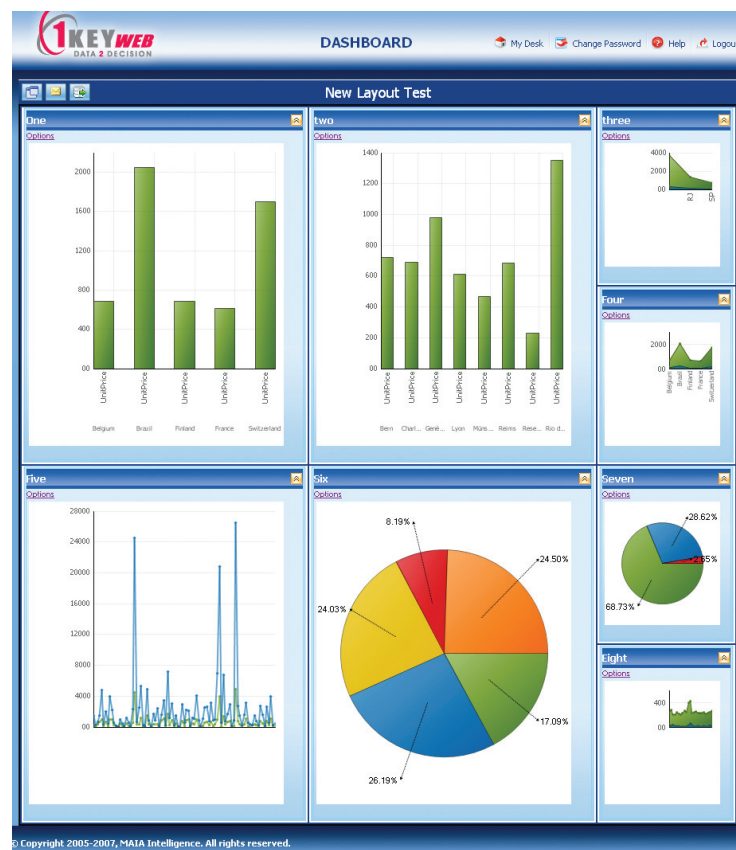 1KEY WEB
DATA 2 DECISION
DASHBOARD
My Desk
Change Password
Help
Logou
New Layout Test
One
Options
2000
1600
1200
800
400
00
UnitPrice
UnitPrice
UnitPrice
UnitPrice
UnitPrice
Belgium
Brazil
Finland
France
Switzerland
two
Options
1400
1200
1000
800
600
400
200
00
UnitPrice
UnitPrice
UnitPrice
UnitPrice
UnitPrice
UnitPrice
UnitPrice
UnitPrice
Bern
Charl...
Genè...
Lyon
Müns...
Reims
Rese...
Rio d...
three
Options
4000
2000
00
RJ
SP
Four
Options
2000
00
Belgium
Brazil
Finland
France
Switzerland
Five
Options
28000
24000
20000
16000
12000
8000
4000
00
Six
Options
8.19%
24.50%
24.03%
17.09%
26.19%
Seven
Options
28.62%
2.65%
68.73%
Eight
Options
400
00
© Copyright 2005-2007, MAIA Intelligence. All rights reserved.